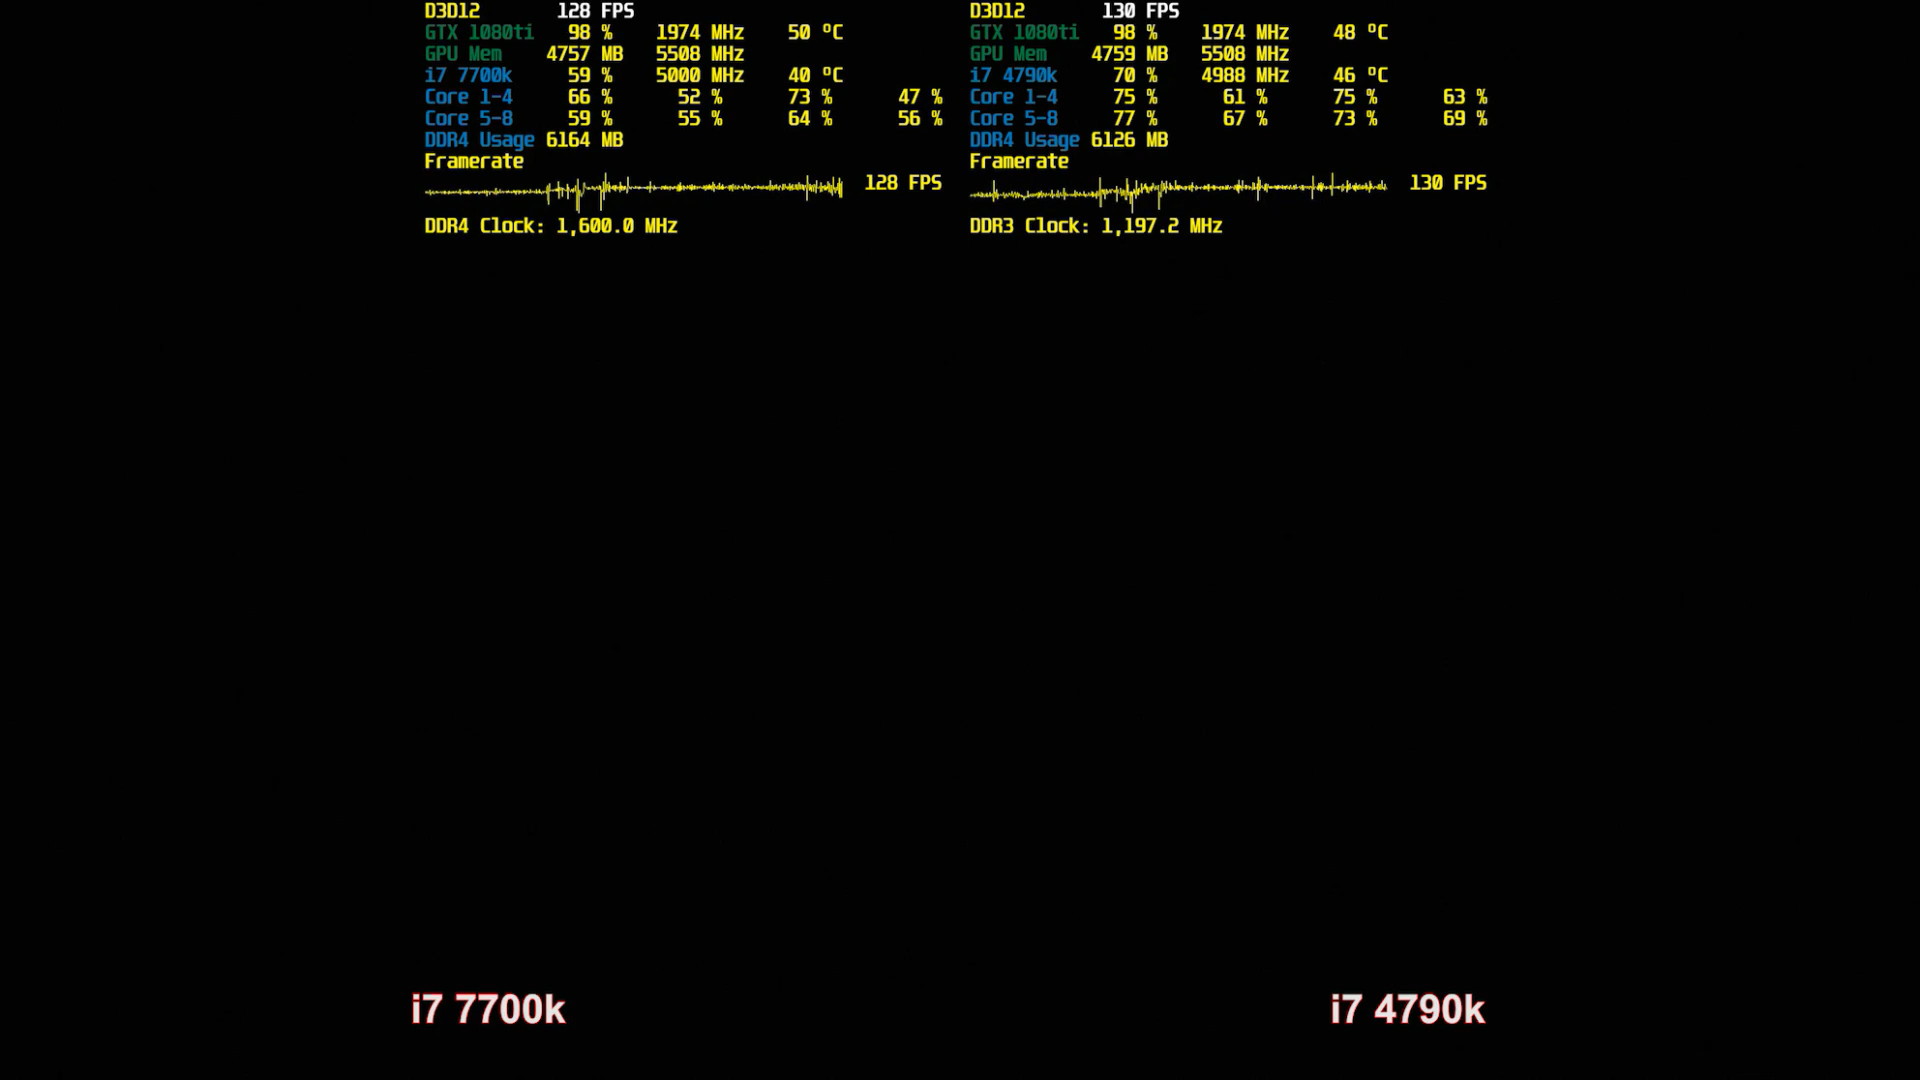 D3D12 128 FPS
GTX 1080ti 98 % 1974 MHz 50 ºC
GPU Mem 4757 MB 5508 MHz
i7 7700k 59 % 5000 MHz 40 ºC
Core 1-4 66 % 52 % 73 % 47 %
Core 5-8 59 % 55 % 64 % 56 %
DDR4 Usage 6164 MB
Framerate
128 FPS
DDR4 Clock: 1,600.0 MHz
D3D12 130 FPS
GTX 1080ti 98 % 1974 MHz 48 ºC
GPU Mem 4759 MB 5508 MHz
i7 4790k 70 % 4988 MHz 46 ºC
Core 1-4 75 % 61 % 75 % 63 %
Core 5-8 77 % 67 % 73 % 69 %
DDR4 Usage 6126 MB
Framerate
130 FPS
DDR3 Clock: 1,197.2 MHz
i7 7700k
i7 4790k